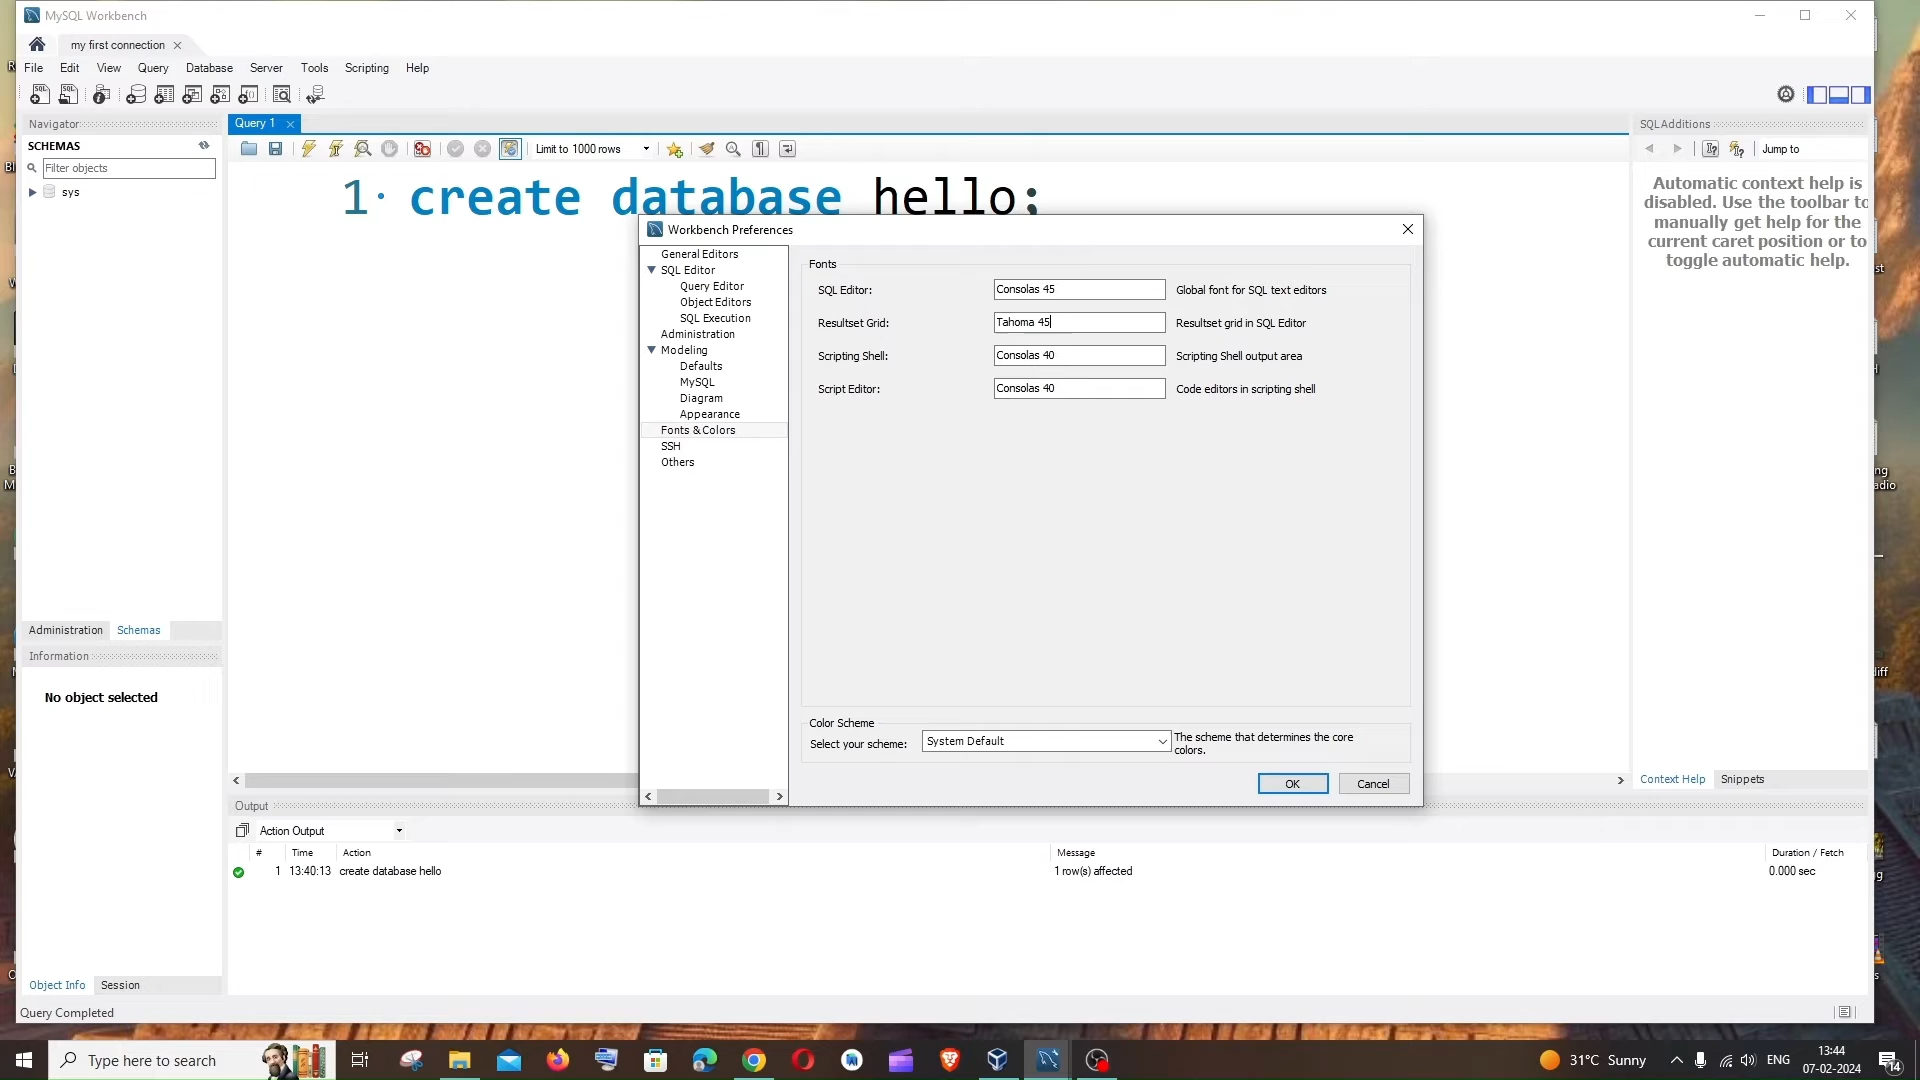 MySQL Workbench
my first connection
File Edit View Query Database Server Tools Scripting Help
Navigator
SCHEMAS
Filter objects
sys
Query 1
Limit to 1000 rows
1 create database hello;
SQLAdditions
Jump to
Automatic context help is
disabled. Use the toolbar to
manually get help for the
current caret position or to
toggle automatic help.
Workbench Preferences
General Editors
SQL Editor
Query Editor
Object Editors
SQL Execution
Administration
Modeling
Defaults
MySQL
Diagram
Appearance
Fonts & Colors
SSH
Others
Fonts
SQL Editor: Consolas 45 Global font for SQL text editors
Resultset Grid: Tahoma 45 Resultset grid in SQL Editor
Scripting Shell: Consolas 40 Scripting Shell output area
Script Editor: Consolas 40 Code editors in scripting shell
Color Scheme
Select your scheme: System Default The scheme that determines the core
colors.
OK Cancel
Administration Schemas
Information
No object selected
Context Help Snippets
Output
Action Output
# Time Action Message Duration / Fetch
1 13:40:13 create database hello 1 row(s) affected 0.000 sec
Object Info Session
Query Completed
Type here to search
31°C Sunny
ENG
13:44
07-02-2024
14